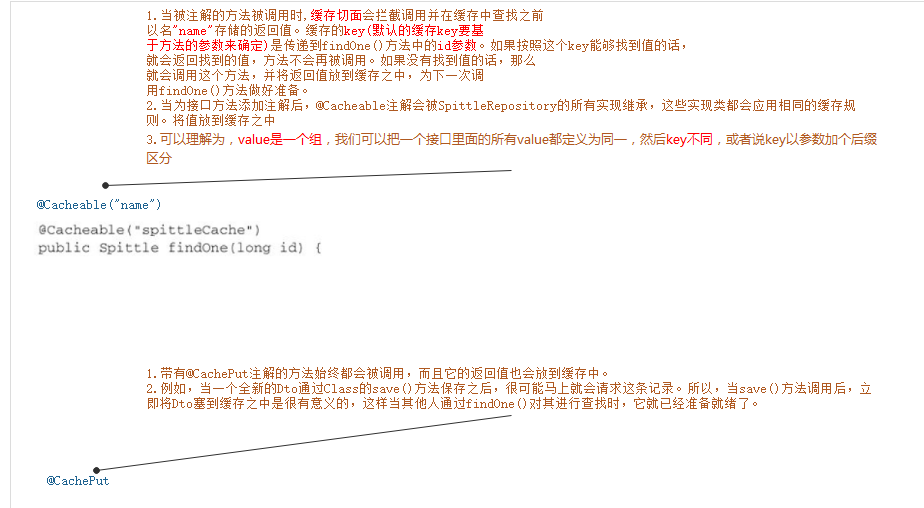 1.当被注解的方法被调用时,缓存切面会拦截调用并在缓存中查找之前
以名"name"存储的返回值。缓存的key(默认的缓存key要基
于方法的参数来确定)是传递到findOne()方法中的id参数。如果按照这个key能够找到值的话，
就会返回找到的值，方法不会再被调用。如果没有找到值的话，那么
就会调用这个方法，并将返回值放到缓存之中，为下一次调
用findOne()方法做好准备。
2.当为接口方法添加注解后，@Cacheable注解会被SpittleRepository的所有实现继承，这些实现类都会应用相同的缓存规
则。将值放到缓存之中
3.可以理解为，value是一个组，我们可以把一个接口里面的所有value都定义为同一，然后key不同，或者说key以参数加个后缀
区分
@Cacheable("name")
@Cacheable("spittleCache")
public Spittle findOne(long id) {
1.带有@CachePut注解的方法始终都会被调用，而且它的返回值也会放到缓存中。
2.例如，当一个全新的Dto通过Class的save()方法保存之后，很可能马上就会请求这条记录。所以，当save()方法调用后，立
即将Dto塞到缓存之中是很有意义的，这样当其他人通过findOne()对其进行查找时，它就已经准备就绪了。
@CachePut